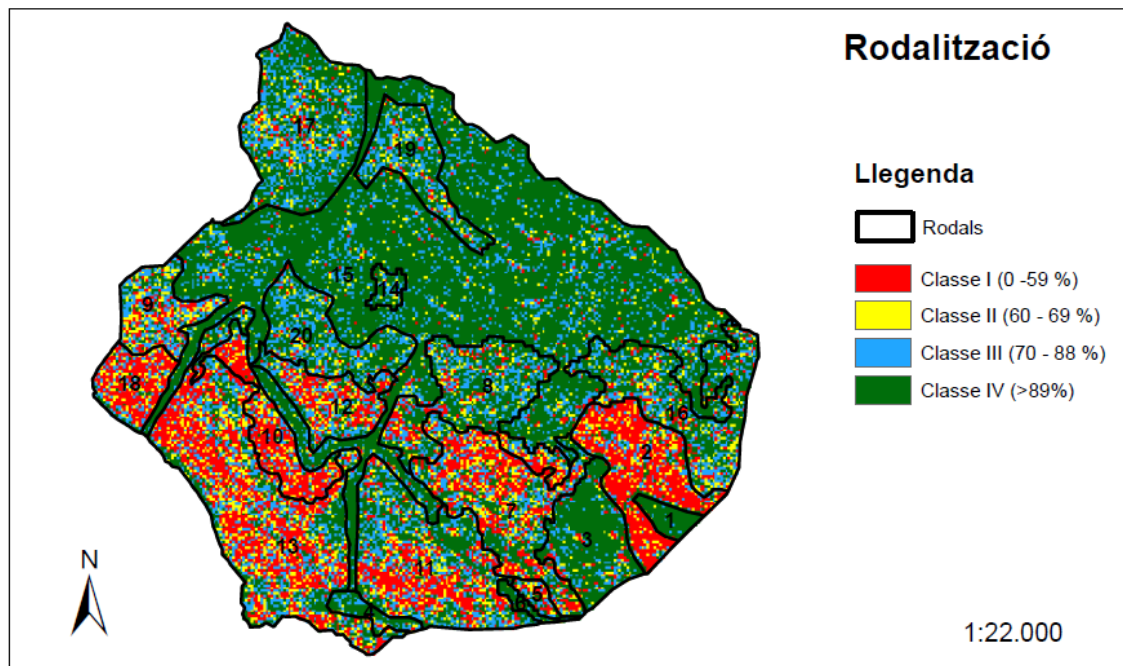 Rodalització
Llegenda
Rodals
Classe I (0 -59 %)
Classe II (60 - 69 %)
Classe III (70 - 88 %)
Classe IV (>89%)
17
19
15
14
9
20
18
8
12
16
10
2
7
1
3
13
11
5
6
4
N
1:22.000